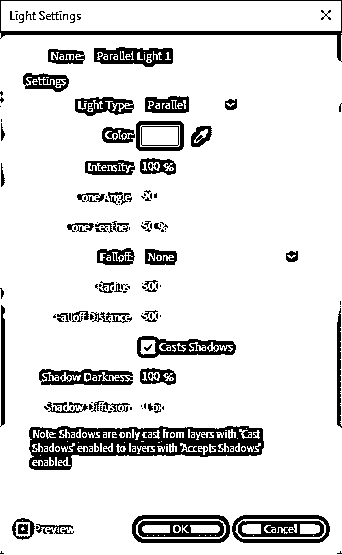 Light Settings
Name: Parallel Light 1
Settings
Light Type: Parallel
Color:
Intensity: 100 %
Cone Angle: 90
Cone Feather: 50 %
Falloff: None
Radius: 500
Falloff Distance: 500
Casts Shadows
Shadow Darkness: 100 %
Shadow Diffusion:
Note: Shadows are only cast from layers with "Cast
Shadows" enabled to layers with "Accepts Shadows"
enabled.
Preview
OK
Cancel